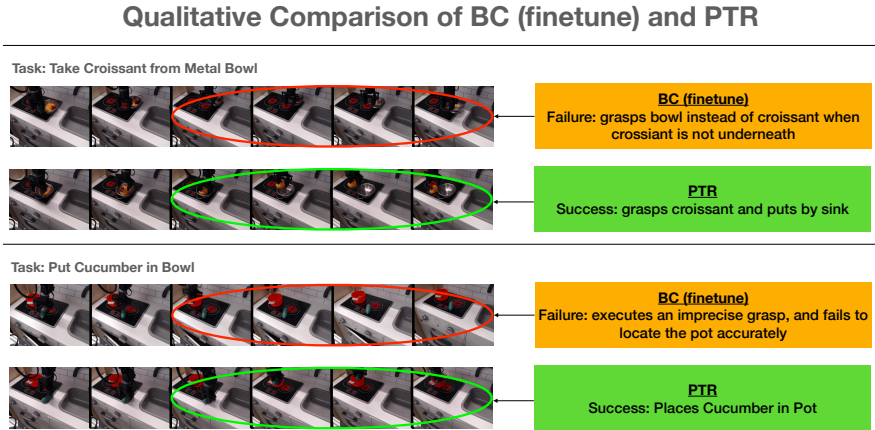 Qualitative Comparison of BC (finetune) and PTR
Task: Take Croissant from Metal Bowl
BC (finetune)
Failure: grasps bowl instead of croissant when
crossiant is not underneath
PTR
Success: grasps croissant and puts by sink
Task: Put Cucumber in Bowl
BC (finetune)
Failure: executes an imprecise grasp, and fails to
locate the pot accurately
PTR
Success: Places Cucumber in Pot